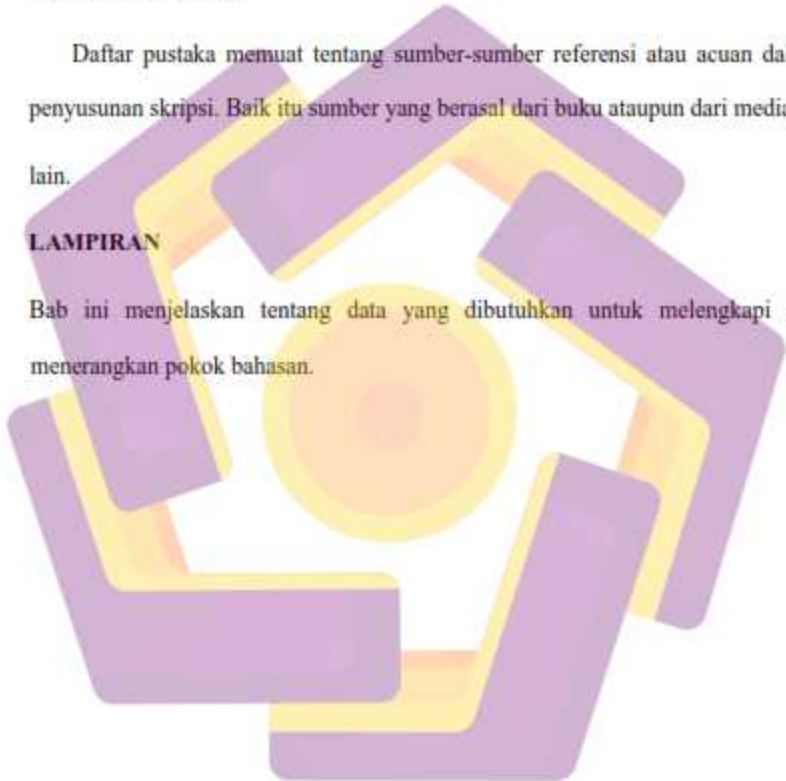 Daftar pustaka memuat tentang sumber-sumber referensi atau acuan
penyusunan skripsi. Baik itu sumber yang berasal dari buku ataupun dari media
lain.
LAMPIRAN
Bab ini menjelaskan tentang data yang dibutuhkan untuk melengkapi
menerangkan pokok bahasan.